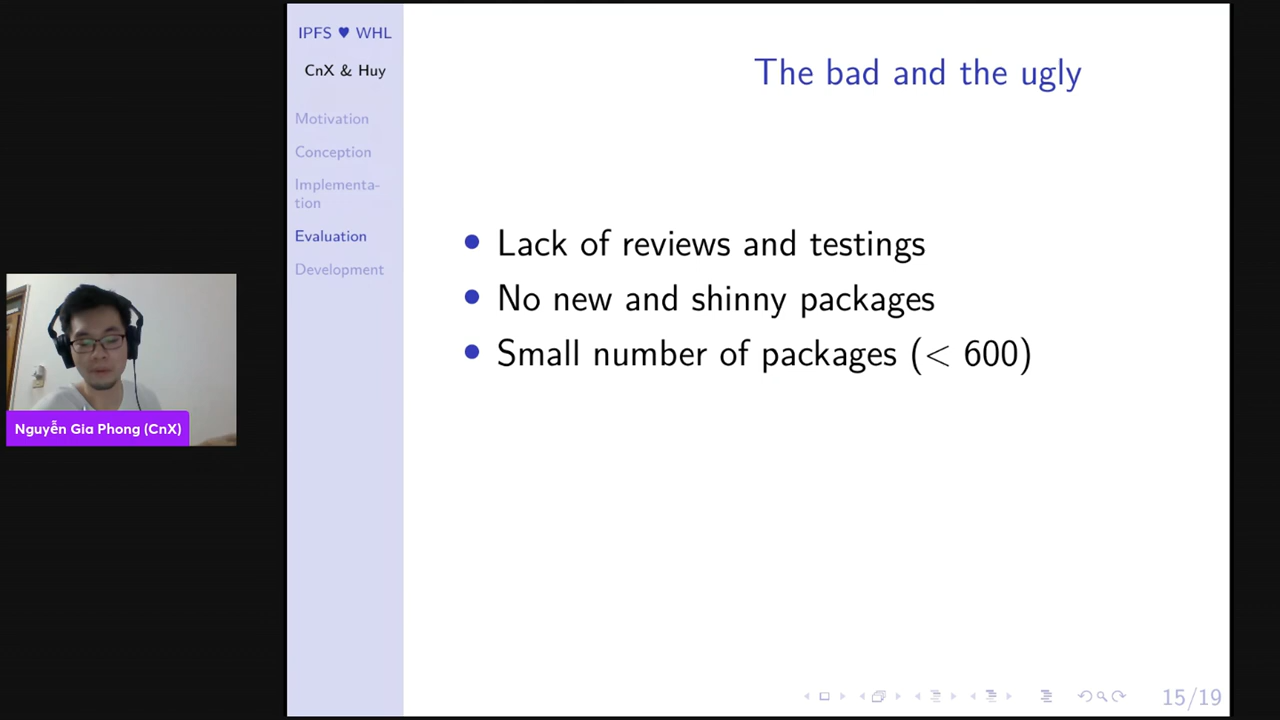 IPFS ♥ WHL
CnX & Huy
Motivation
Conception
Implementa-
tion
Evaluation
Development
The bad and the ugly
• Lack of reviews and testings
• No new and shinny packages
• Small number of packages (< 600)
Nguyễn Gia Phong (CnX)
15/19